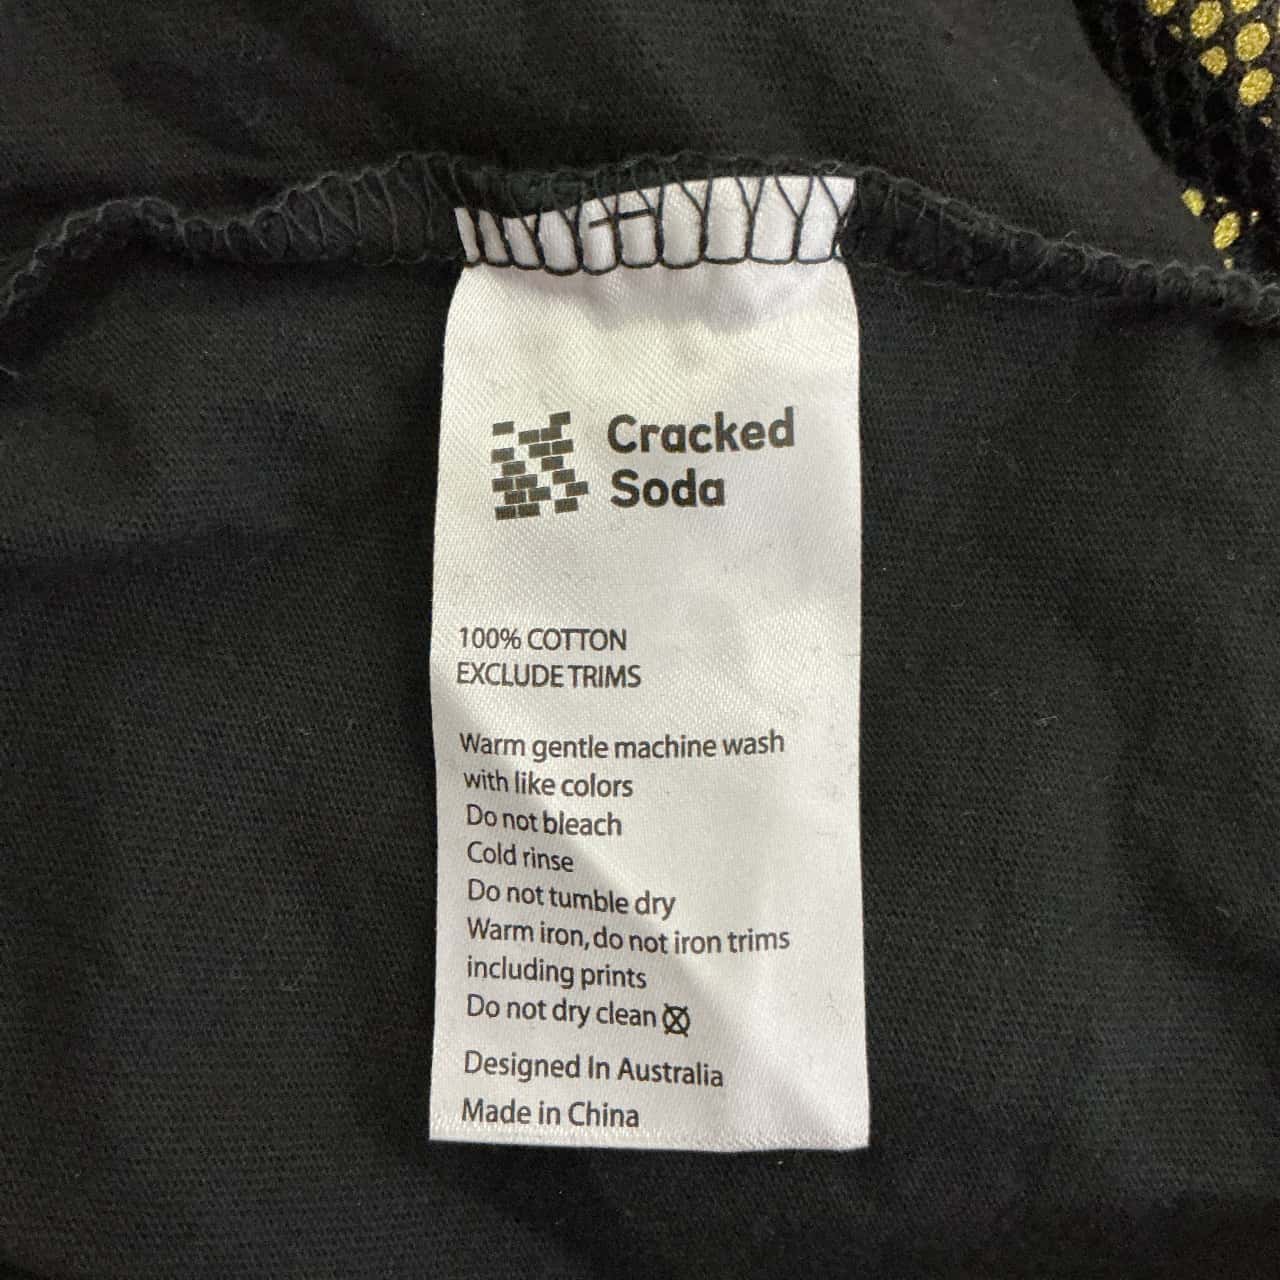 Cracked
Soda
100% COTTON
EXCLUDE TRIMS
Warm gentle machine wash
with like colors
Do not bleach
Cold rinse
Do not tumble dry
Warm iron, do not iron trims
including prints
Do not dry clean
Designed In Australia
Made in China